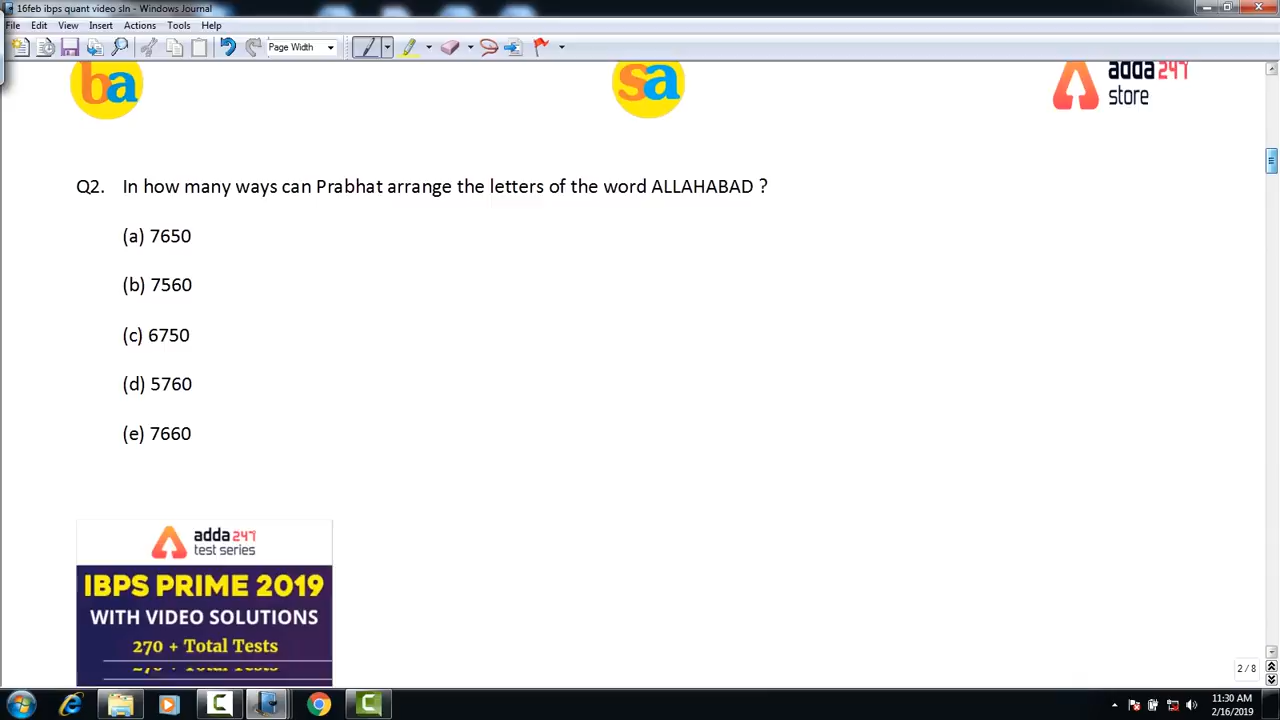 16feb ibps quant video sln - Windows Journal
File Edit View Insert Actions Tools Help
Page Width
ba
sa
adda 247
store
Q2. In how many ways can Prabhat arrange the letters of the word ALLAHABAD ?
(a) 7650
(b) 7560
(c) 6750
(d) 5760
(e) 7660
adda 247
test series
IBPS PRIME 2019
WITH VIDEO SOLUTIONS
270 + Total Tests
270 + Total Tests
2 / 8
11:30 AM
2/16/2019